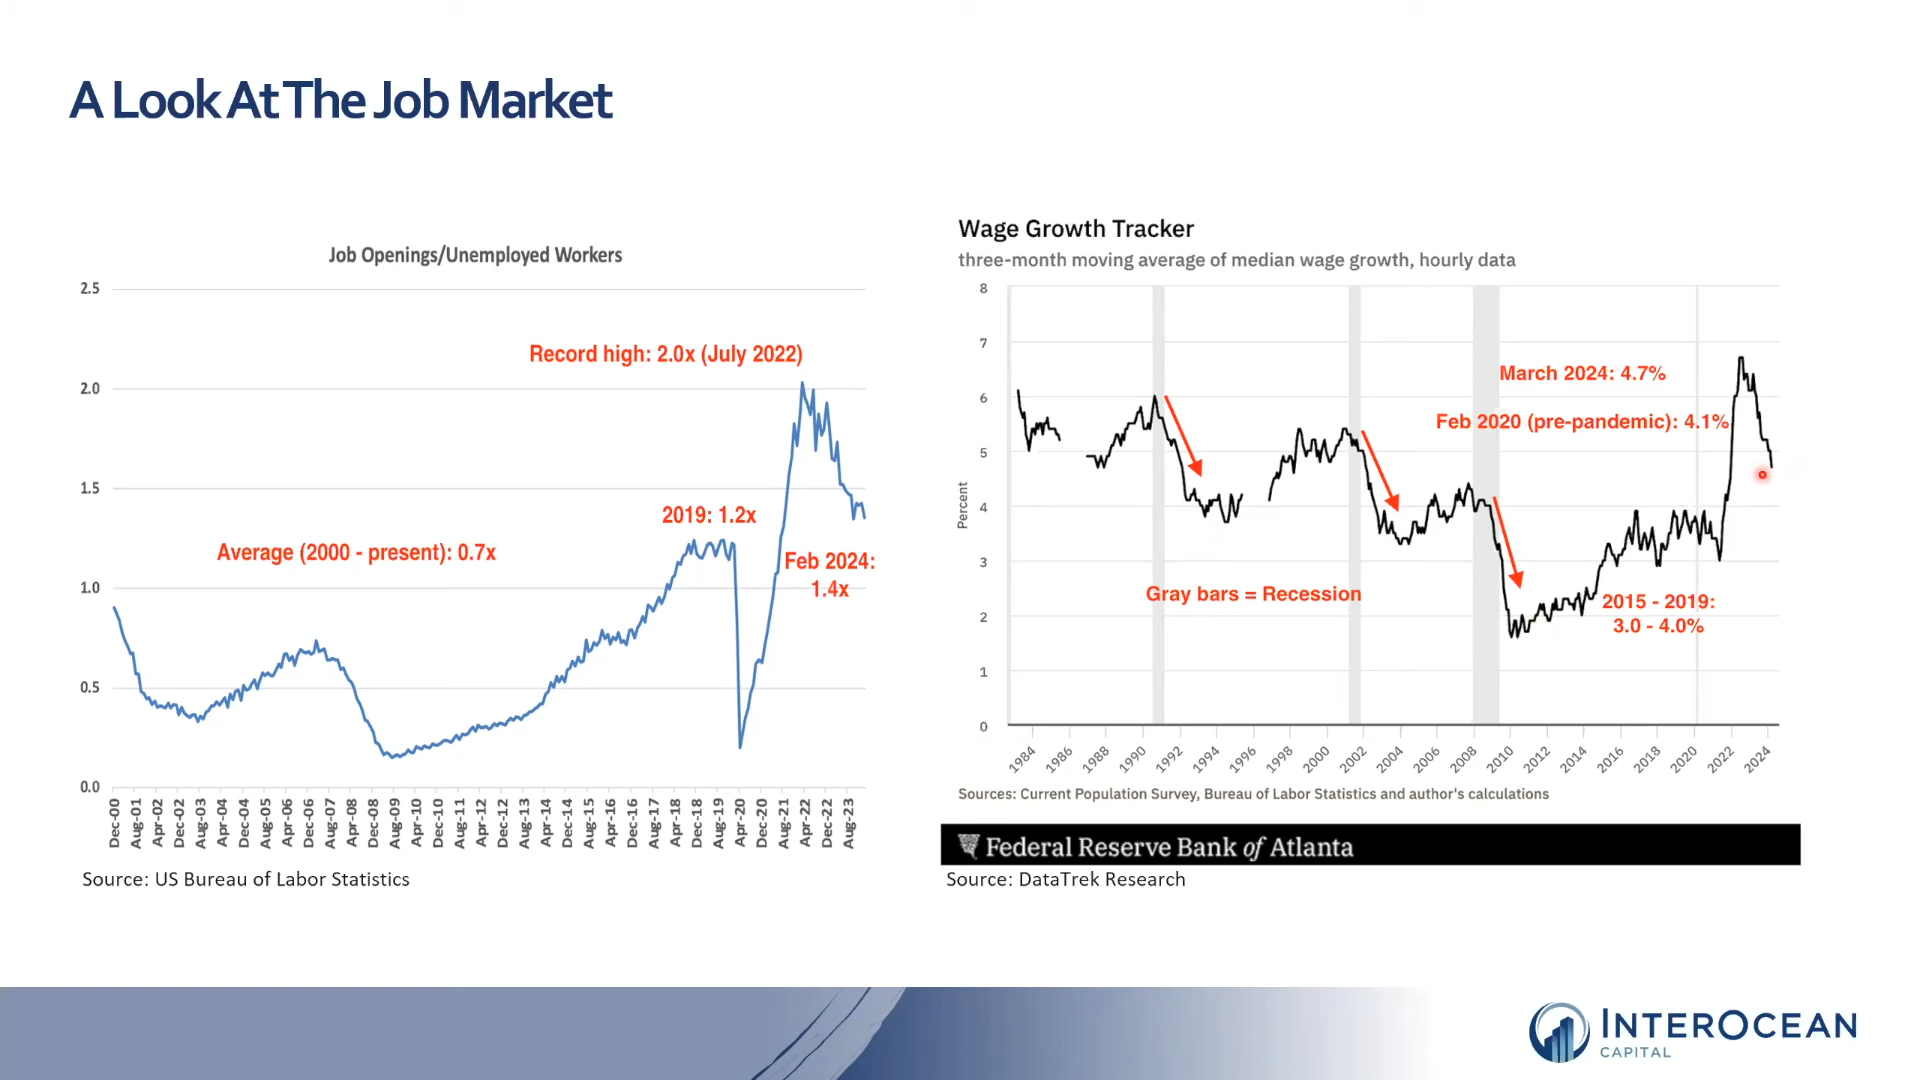 A Look At The Job Market
Job Openings/Unemployed Workers
2.5
2.0
1.5
1.0
0.5
0.0
Record high: 2.0x (July 2022)
2019: 1.2x
Average (2000 - present): 0.7x
Feb 2024:
1.4x
Dec-00
Aug-01
Apr-02
Dec-02
Aug-03
Apr-04
Dec-04
Aug-05
Apr-06
Dec-06
Aug-07
Apr-08
Dec-08
Aug-09
Apr-10
Dec-10
Aug-11
Apr-12
Dec-12
Aug-13
Apr-14
Dec-14
Aug-15
Apr-16
Dec-16
Aug-17
Apr-18
Dec-18
Aug-19
Apr-20
Dec-20
Aug-21
Apr-22
Dec-22
Aug-23
Source: US Bureau of Labor Statistics
Wage Growth Tracker
three-month moving average of median wage growth, hourly data
8
7
6
5
4
3
2
1
0
Percent
March 2024: 4.7%
Feb 2020 (pre-pandemic): 4.1%
Gray bars = Recession
2015 - 2019:
3.0 - 4.0%
1984
1986
1988
1990
1992
1994
1996
1998
2000
2002
2004
2006
2008
2010
2012
2014
2016
2018
2020
2022
2024
Sources: Current Population Survey, Bureau of Labor Statistics and author's calculations
Federal Reserve Bank of Atlanta
Source: DataTrek Research
INTEROCEAN
CAPITAL